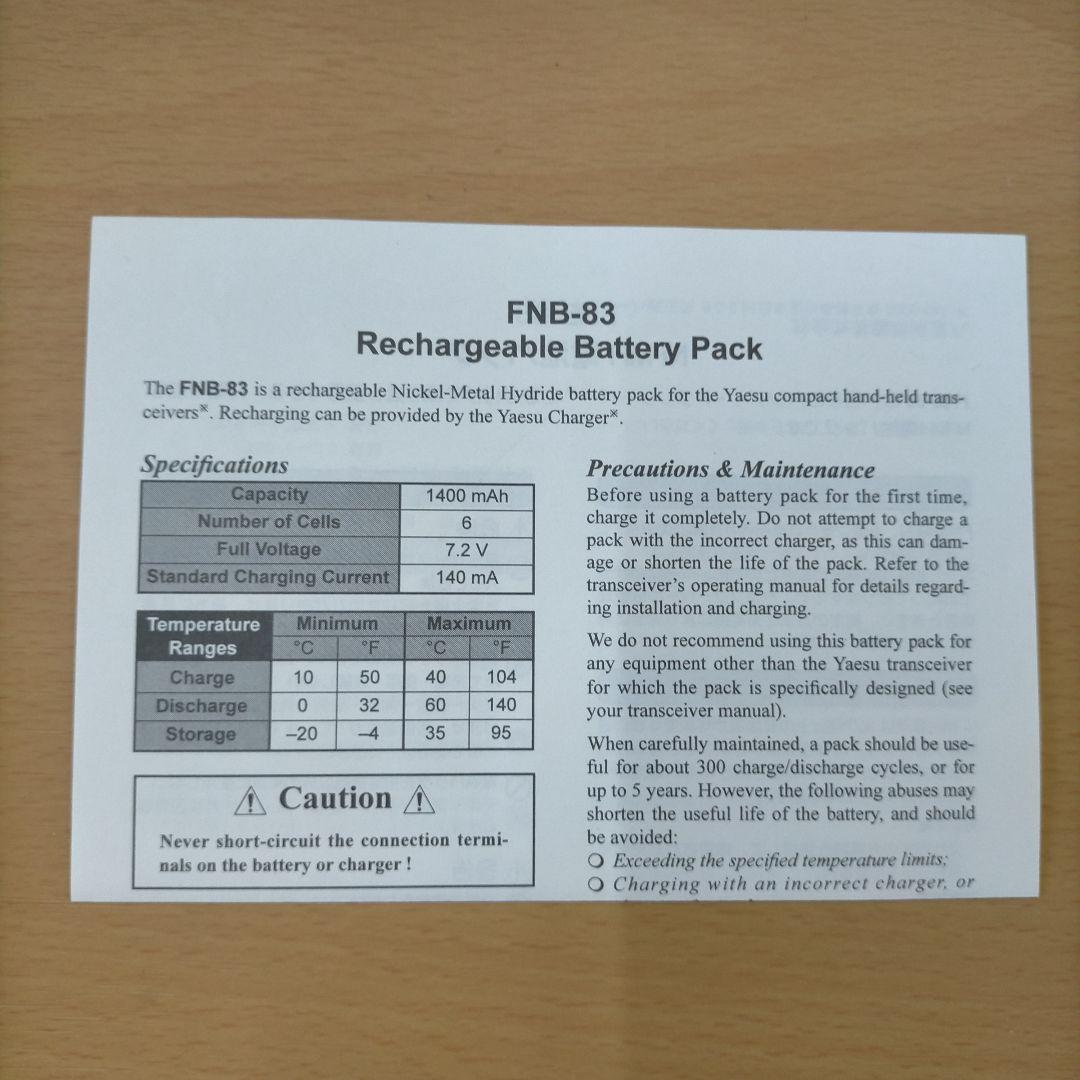 FNB-83
Rechargeable Battery Pack
The FNB-83 is a rechargeable Nickel-Metal Hydride battery pack for the Yaesu compact hand-held trans-
ceivers※. Recharging can be provided by the Yaesu Charger※.
Specifications
Capacity 1400 mAh
Number of Cells 6
Full Voltage 7.2 V
Standard Charging Current 140 mA
Temperature Ranges Minimum Maximum
°C °F °C °F
Charge 10 50 40 104
Discharge 0 32 60 140
Storage –20 –4 35 95
⚠ Caution ⚠
Never short-circuit the connection termi-
nals on the battery or charger !
Precautions & Maintenance
Before using a battery pack for the first time,
charge it completely. Do not attempt to charge a
pack with the incorrect charger, as this can dam-
age or shorten the life of the pack. Refer to the
transceiver's operating manual for details regard-
ing installation and charging.
We do not recommend using this battery pack for
any equipment other than the Yaesu transceiver
for which the pack is specifically designed (see
your transceiver manual).
When carefully maintained, a pack should be use-
ful for about 300 charge/discharge cycles, or for
up to 5 years. However, the following abuses may
shorten the useful life of the battery, and should
be avoided:
❍ Exceeding the specified temperature limits;
❍ Charging with an incorrect charger, or